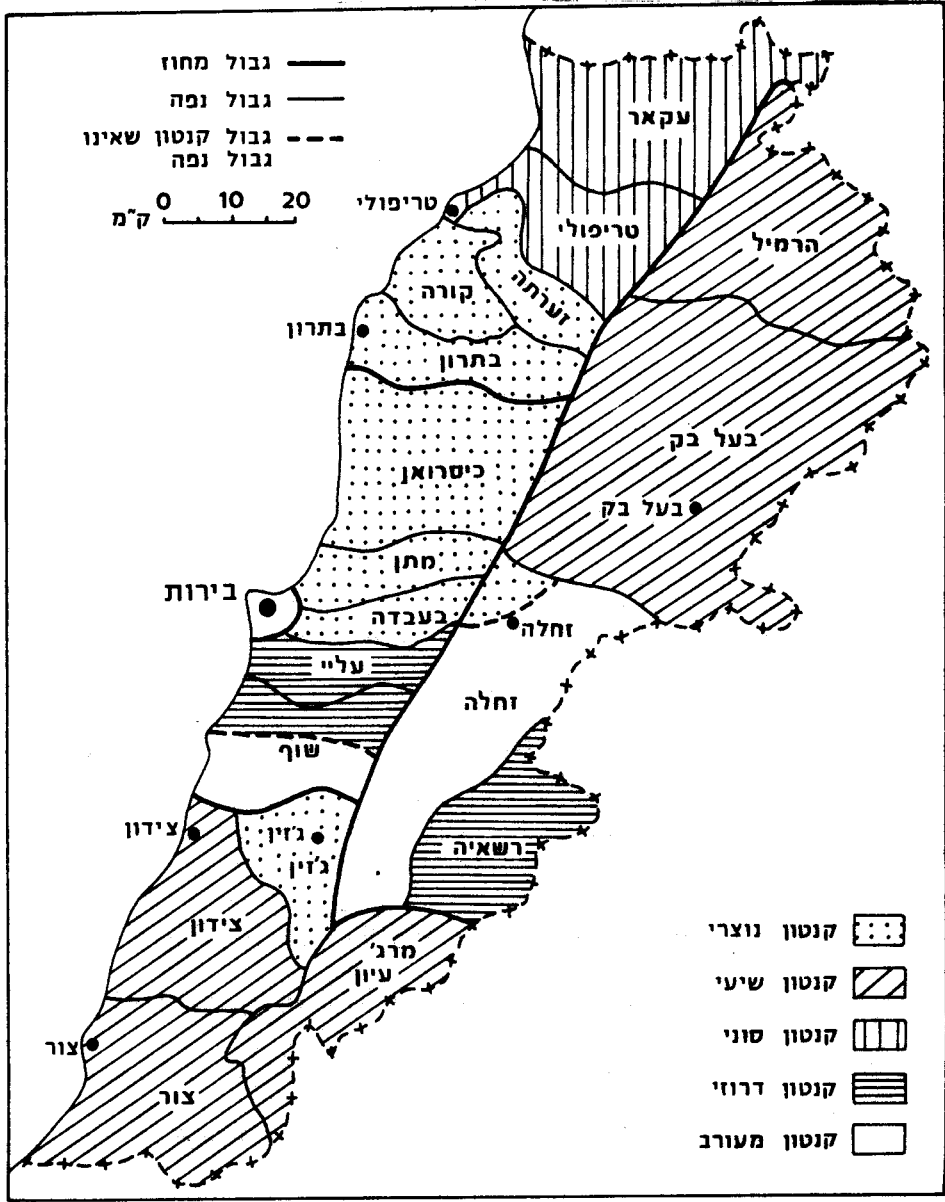 גבול מחוז
גבול נפה
גבול קנטון שאינו
גבול נפה
0 10 20
ק"מ
עקאר
טריפולי
טריפולי
הרמיל
זערתה
קורה
בתרון
בתרון
בעל בק
כיסרואן
בעל בק
מתן
בירות
בעבדה
זחלה
עליי
זחלה
שוף
צידון
ג'זין
ג'זין
רשאיה
צידון
מרג'
עיון
צור
צור
קנטון נוצרי
קנטון שיעי
קנטון סוני
קנטון דרוזי
קנטון מעורב